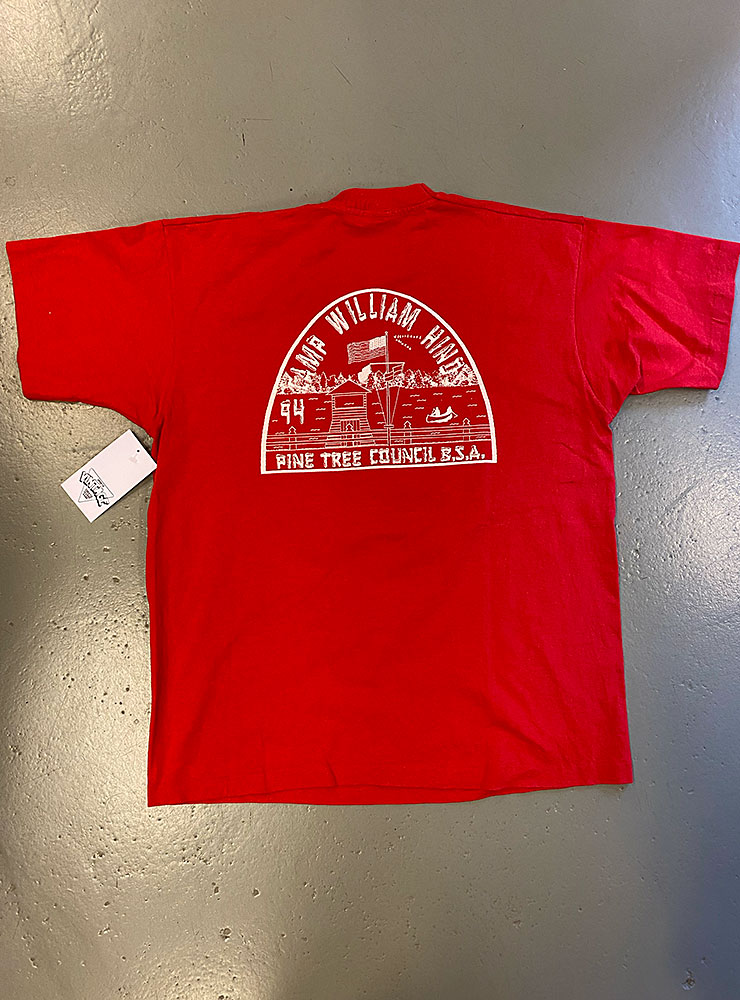 CAMP WILLIAM HINDS
94
PINE TREE COUNCIL B.S.A.